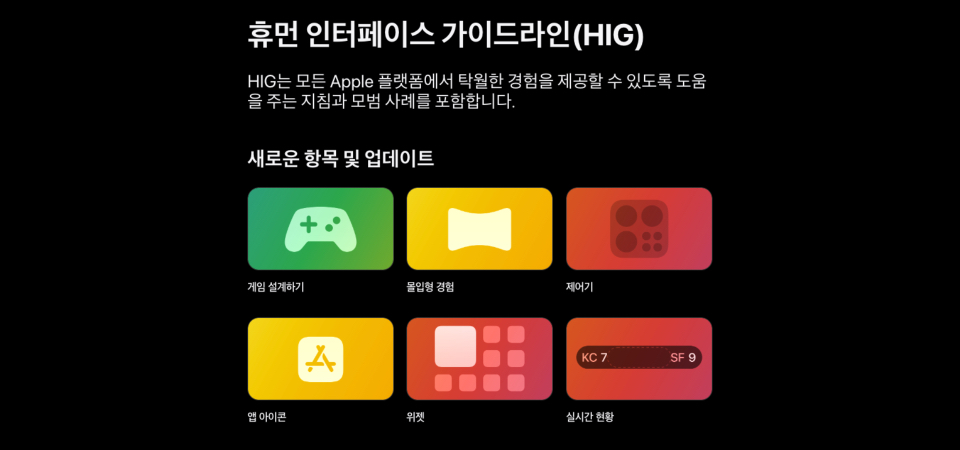 휴먼 인터페이스 가이드라인(HIG)
HIG는 모든 Apple 플랫폼에서 탁월한 경험을 제공할 수 있도록 도움
을 주는 지침과 모범 사례를 포함합니다.
새로운 항목 및 업데이트
게임 설계하기
몰입형 경험
제어기
KC 7 SF 9
앱 아이콘
위젯
실시간 현황